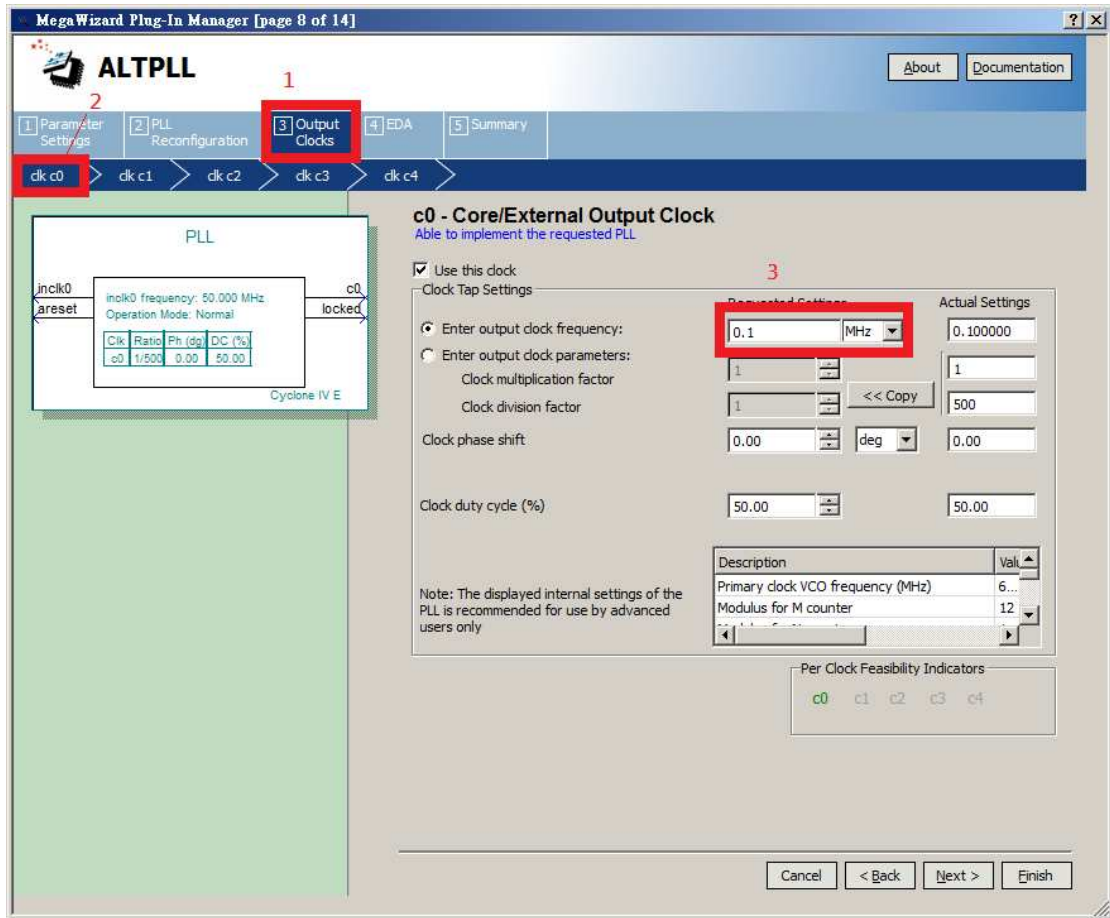 MegaWizard Plug-In Manager [page 8 of 14]
ALTPLL
About
Documentation
1
2
1 Parameter Settings
2 PLL Reconfiguration
3 Output Clocks
4 EDA
5 Summary
clk c0
clk c1
clk c2
clk c3
clk c4
PLL
inclk0
areset
c0
locked
inclk0 frequency: 50.000 MHz
Operation Mode: Normal
Clk Ratio Ph (dg) DC (%)
c0 1/500 0.00 50.00
Cyclone IV E
c0 - Core/External Output Clock
Able to implement the requested PLL
Use this clock
3
Clock Tap Settings
Requested Settings
Actual Settings
Enter output clock frequency:
0.1
MHz
0.100000
Enter output clock parameters:
Clock multiplication factor
1
1
<< Copy
Clock division factor
1
500
Clock phase shift
0.00
deg
0.00
Clock duty cycle (%)
50.00
50.00
Note: The displayed internal settings of the
PLL is recommended for use by advanced
users only
Description
Primary clock VCO frequency (MHz) 6...
Modulus for M counter 12
Per Clock Feasibility Indicators
c0 c1 c2 c3 c4
Cancel
< Back
Next >
Finish